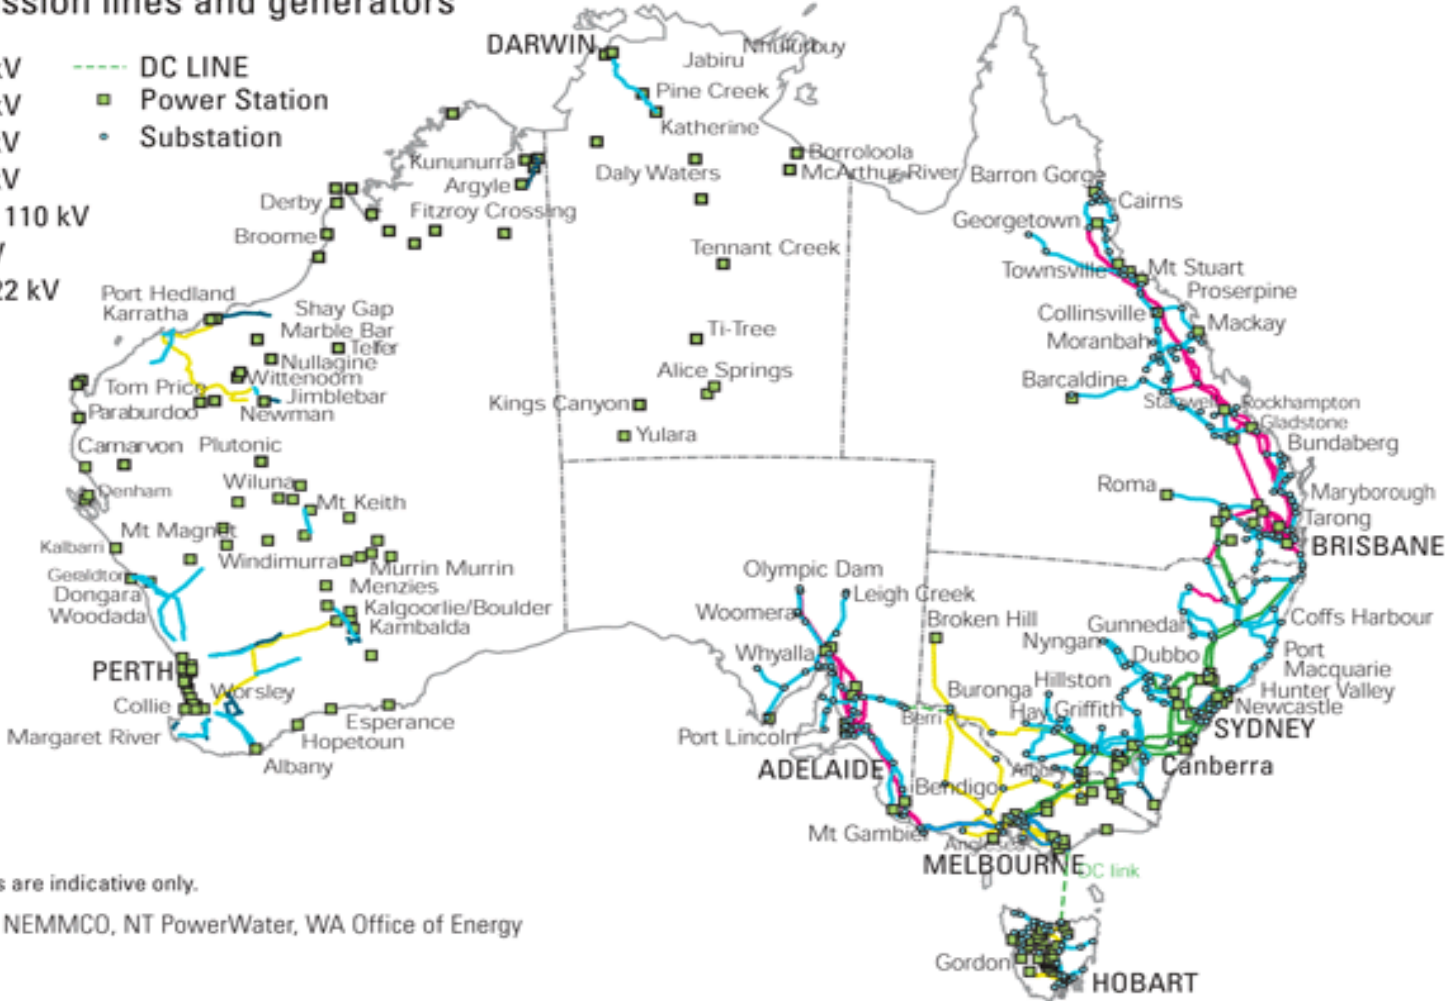 ssion lines and generators
kV
DC LINE
kV
Power Station
kV
Substation
kV
110 kV
V
22 kV
DARWIN
Nhulunbuy
Jabiru
Pine Creek
Katherine
Kununurra
Argyle
Daly Waters
Borroloola
McArthur River
Barron Gorge
Cairns
Derby
Fitzroy Crossing
Georgetown
Broome
Tennant Creek
Townsville
Mt Stuart
Proserpine
Port Hedland
Karratha
Shay Gap
Marble Bar
Telfer
Nullagine
Wittenoom
Collinsville
Mackay
Moranbah
Ti-Tree
Tom Price
Jimblebar
Paraburdoo
Newman
Alice Springs
Kings Canyon
Barcaldine
Stanwell
Rockhampton
Gladstone
Yulara
Bundaberg
Carnarvon
Plutonic
Wiluna
Denham
Mt Keith
Roma
Maryborough
Tarong
BRISBANE
Mt Magnet
Kalbarri
Windimurra
Murrin Murrin
Geraldton
Dongara
Woodada
Menzies
Kalgoorlie/Boulder
Kambalda
Olympic Dam
Leigh Creek
Woomera
Broken Hill
Gunnedah
Coffs Harbour
Nyngan
Dubbo
Port
Macquarie
Whyalla
PERTH
Worsley
Collie
Margaret River
Esperance
Hopetoun
Albany
Buronga
Hillston
Hunter Valley
Newcastle
Hay
Griffith
Berri
SYDNEY
Port Lincoln
ADELAIDE
Canberra
Bendigo
Mt Gambier
Anglesea
MELBOURNE
DC link
s are indicative only.
NEMMCO, NT PowerWater, WA Office of Energy
Gordon
HOBART